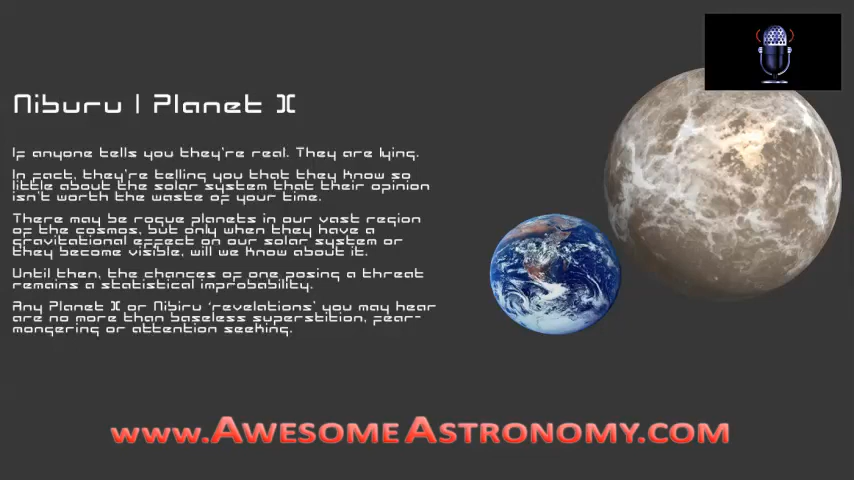 Niburu | Planet X
If anyone tells you they're real. They are lying.
In fact, they're telling you that they know so
little about the solar system that their opinion
isn't worth the waste of your time.
There may be rogue planets in our vast region
of the cosmos, but only when they have a
gravitational effect on our solar system or
they become visible, will we know about it.
Until then, the chances of one posing a threat
remains a statistical improbability.
Any Planet X or Nibiru 'revelations' you may hear
are no more than baseless superstition, fear-
mongering or attention seeking.
www.AwesomeAstronomy.com